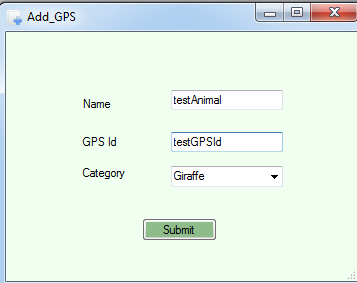 Add_GPS
Name testAnimal
GPS Id testGPSId
Category Giraffe
Submit